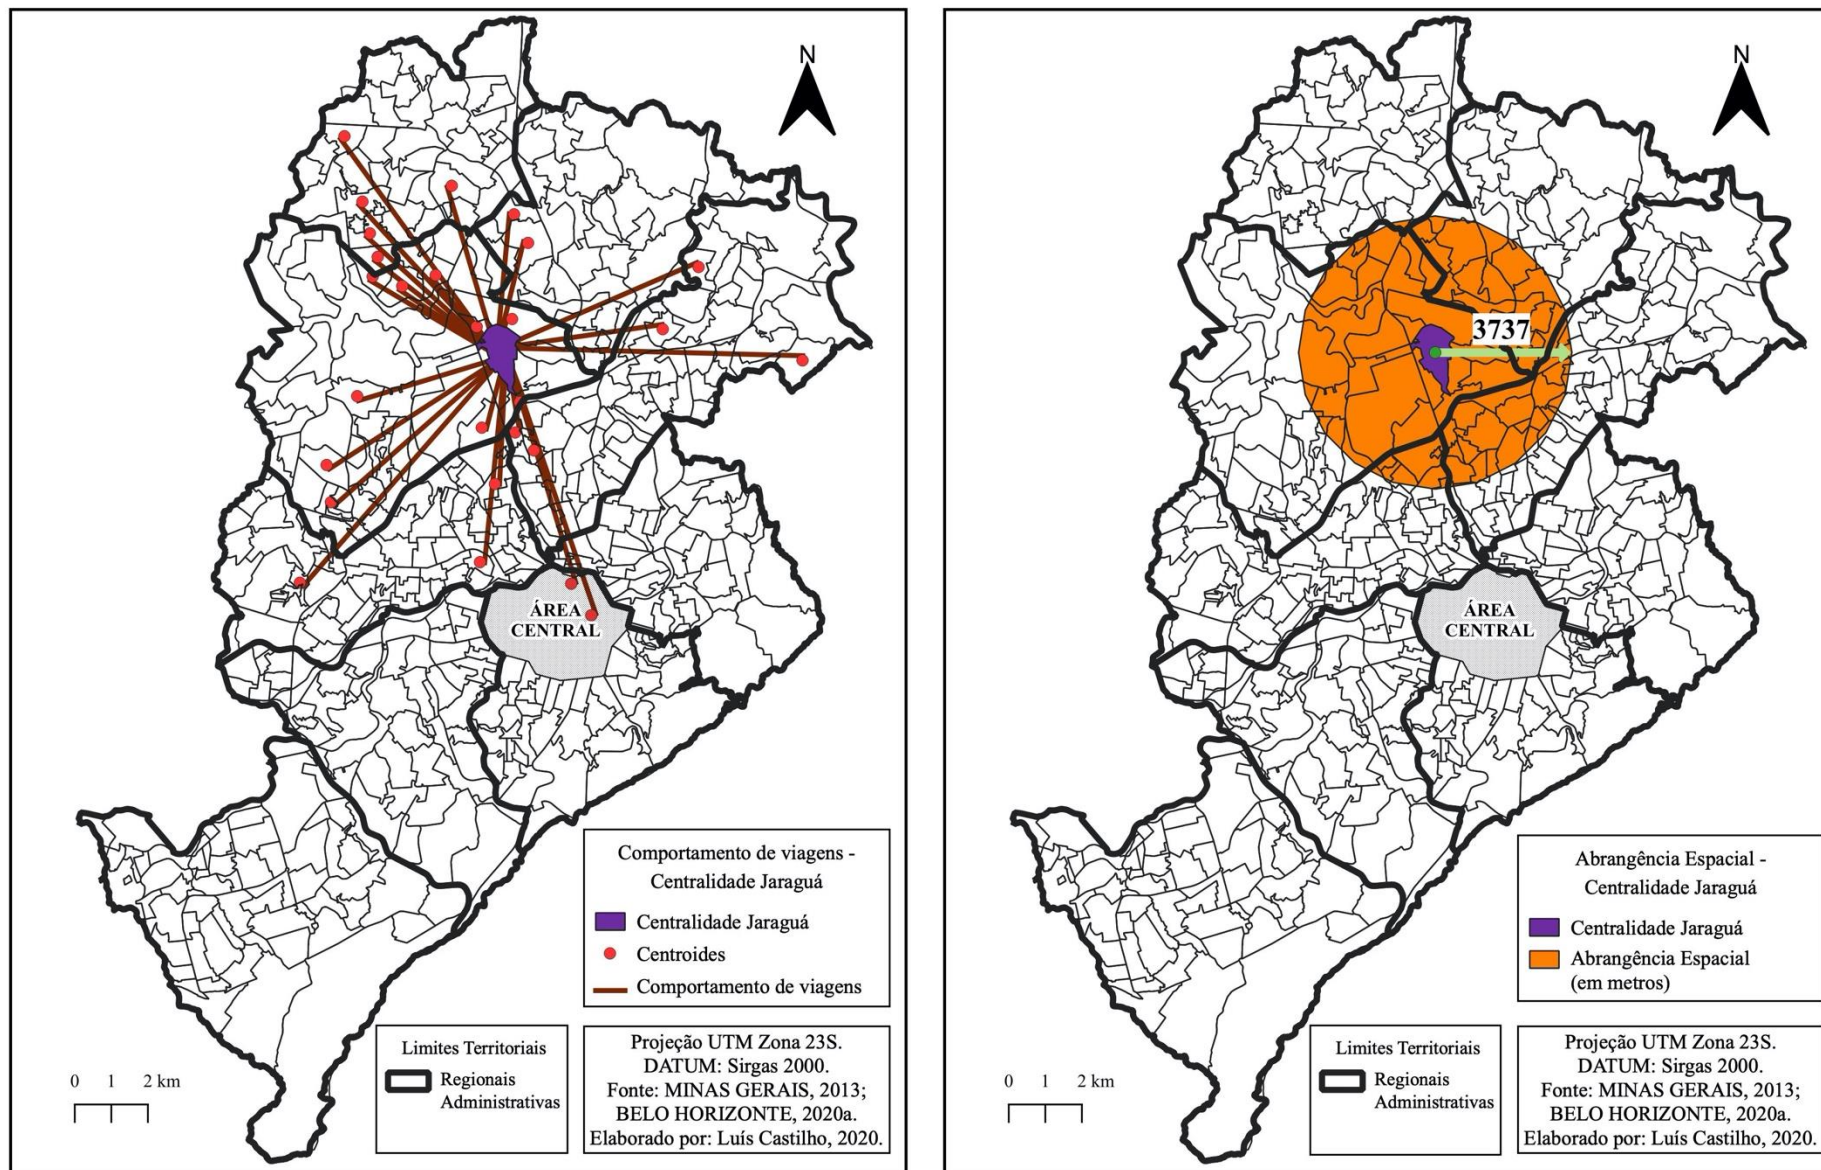 N
ÁREA
CENTRAL
Comportamento de viagens -
Centralidade Jaraguá
Centralidade Jaraguá
Centroides
Comportamento de viagens
Limites Territoriais
Regionais
Administrativas
0 1 2 km
Projeção UTM Zona 23S.
DATUM: Sirgas 2000.
Fonte: MINAS GERAIS, 2013;
BELO HORIZONTE, 2020a.
Elaborado por: Luís Castilho, 2020.
N
3737
ÁREA
CENTRAL
Abrangência Espacial -
Centralidade Jaraguá
Centralidade Jaraguá
Abrangência Espacial
(em metros)
Limites Territoriais
Regionais
Administrativas
0 1 2 km
Projeção UTM Zona 23S.
DATUM: Sirgas 2000.
Fonte: MINAS GERAIS, 2013;
BELO HORIZONTE, 2020a.
Elaborado por: Luís Castilho, 2020.